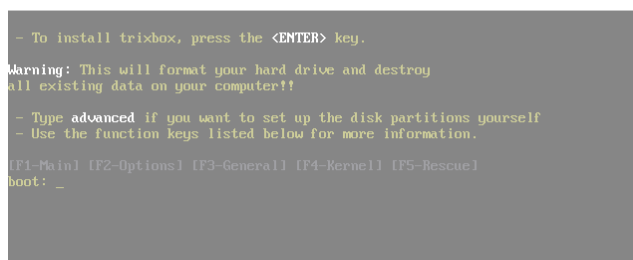 - To install trixbox, press the <ENTER> key.
Warning: This will format your hard drive and destroy
all existing data on your computer!!
- Type advanced if you want to set up the disk partitions yourself
- Use the function keys listed below for more information.
[F1-Main] [F2-Options] [F3-General] [F4-Kernel] [F5-Rescue]
boot: _